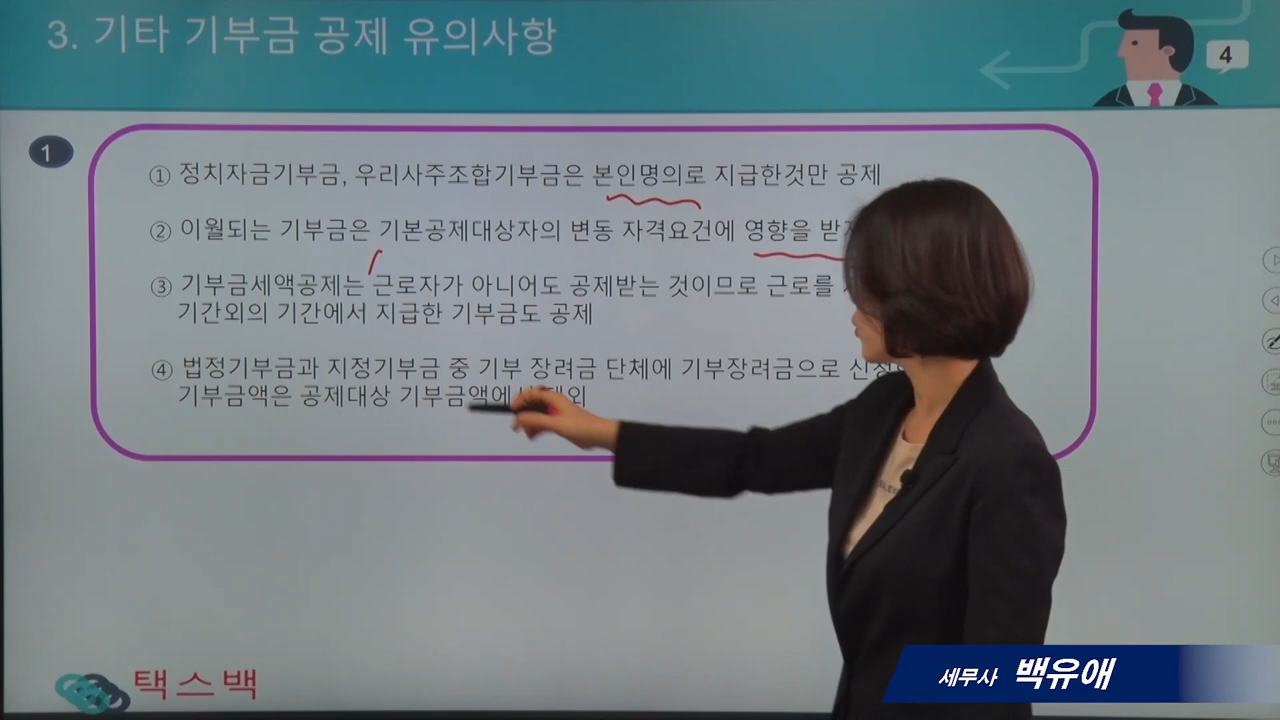 3. 기타 기부금 공제 유의사항
4
1
① 정치자금기부금, 우리사주조합기부금은 본인명의로 지급한것만 공제
② 이월되는 기부금은 기본공제대상자의 변동 자격요건에 영향을 받
③ 기부금세액공제는 근로자가 아니어도 공제받는 것이므로 근로를
기간외의 기간에서 지급한 기부금도 공제
④ 법정기부금과 지정기부금 중 기부 장려금 단체에 기부장려금으로 신청
기부금액은 공제대상 기부금액에
택스백
세무사 백유애